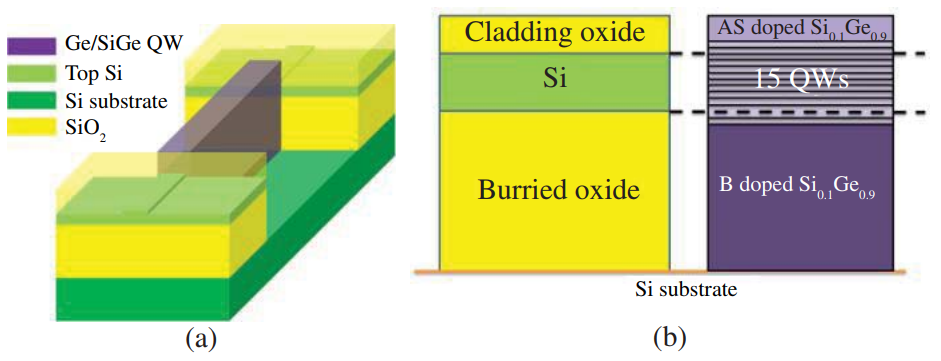 Ge/SiGe QW
Top Si
Si substrate
SiO₂
(a)
Cladding oxide
Si
Burried oxide
AS doped Si₀.₁Ge₀.₉
15 QWs
B doped Si₀.₁Ge₀.₉
Si substrate
(b)